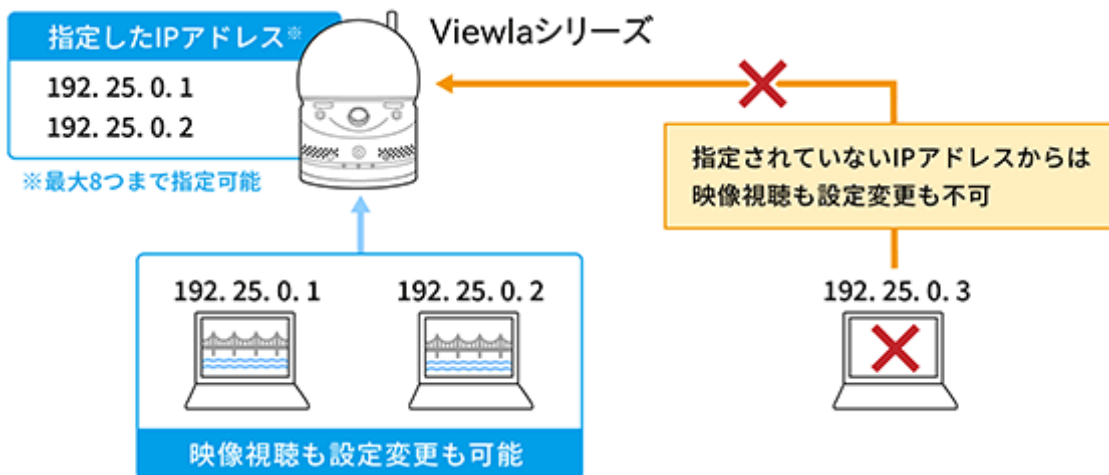 指定したIPアドレス※
192. 25. 0. 1
192. 25. 0. 2
※最大8つまで指定可能
Viewlaシリーズ
指定されていないIPアドレスからは
映像視聴も設定変更も不可
192. 25. 0. 1
192. 25. 0. 2
映像視聴も設定変更も可能
192. 25. 0. 3